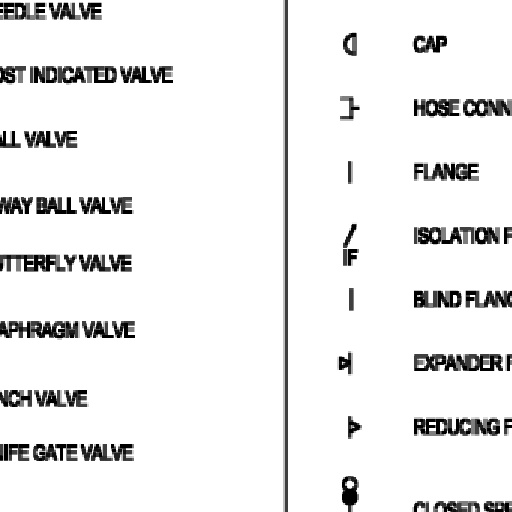 EEDLE VALVE
OST INDICATED VALVE
ALL VALVE
WAY BALL VALVE
UTTERFLY VALVE
APHRAGM VALVE
NCH VALVE
NIFE GATE VALVE
CAP
HOSE CONN
FLANGE
IF
ISOLATION F
BLIND FLANG
EXPANDER F
REDUCING F
CLOSED SPE